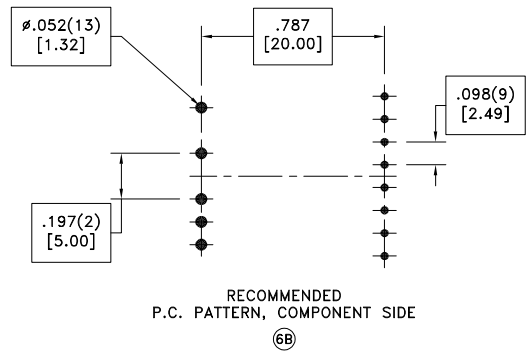 ø.052(13)
[1.32]
.787
[20.00]
.098(9)
[2.49]
.197(2)
[5.00]
RECOMMENDED
P.C. PATTERN, COMPONENT SIDE
6B